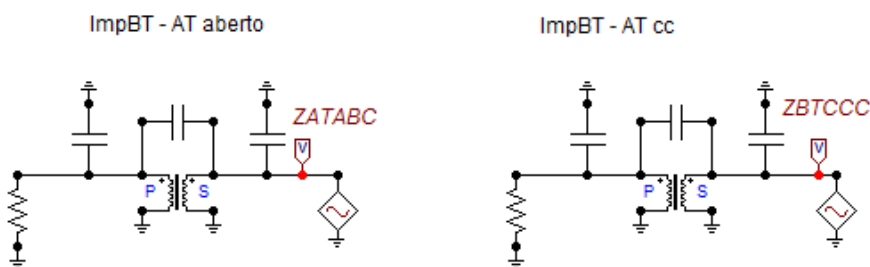 ImpBT - AT aberto
ImpBT - AT cc
ZATABC
ZBTCCC
V
V
P
S
P
S